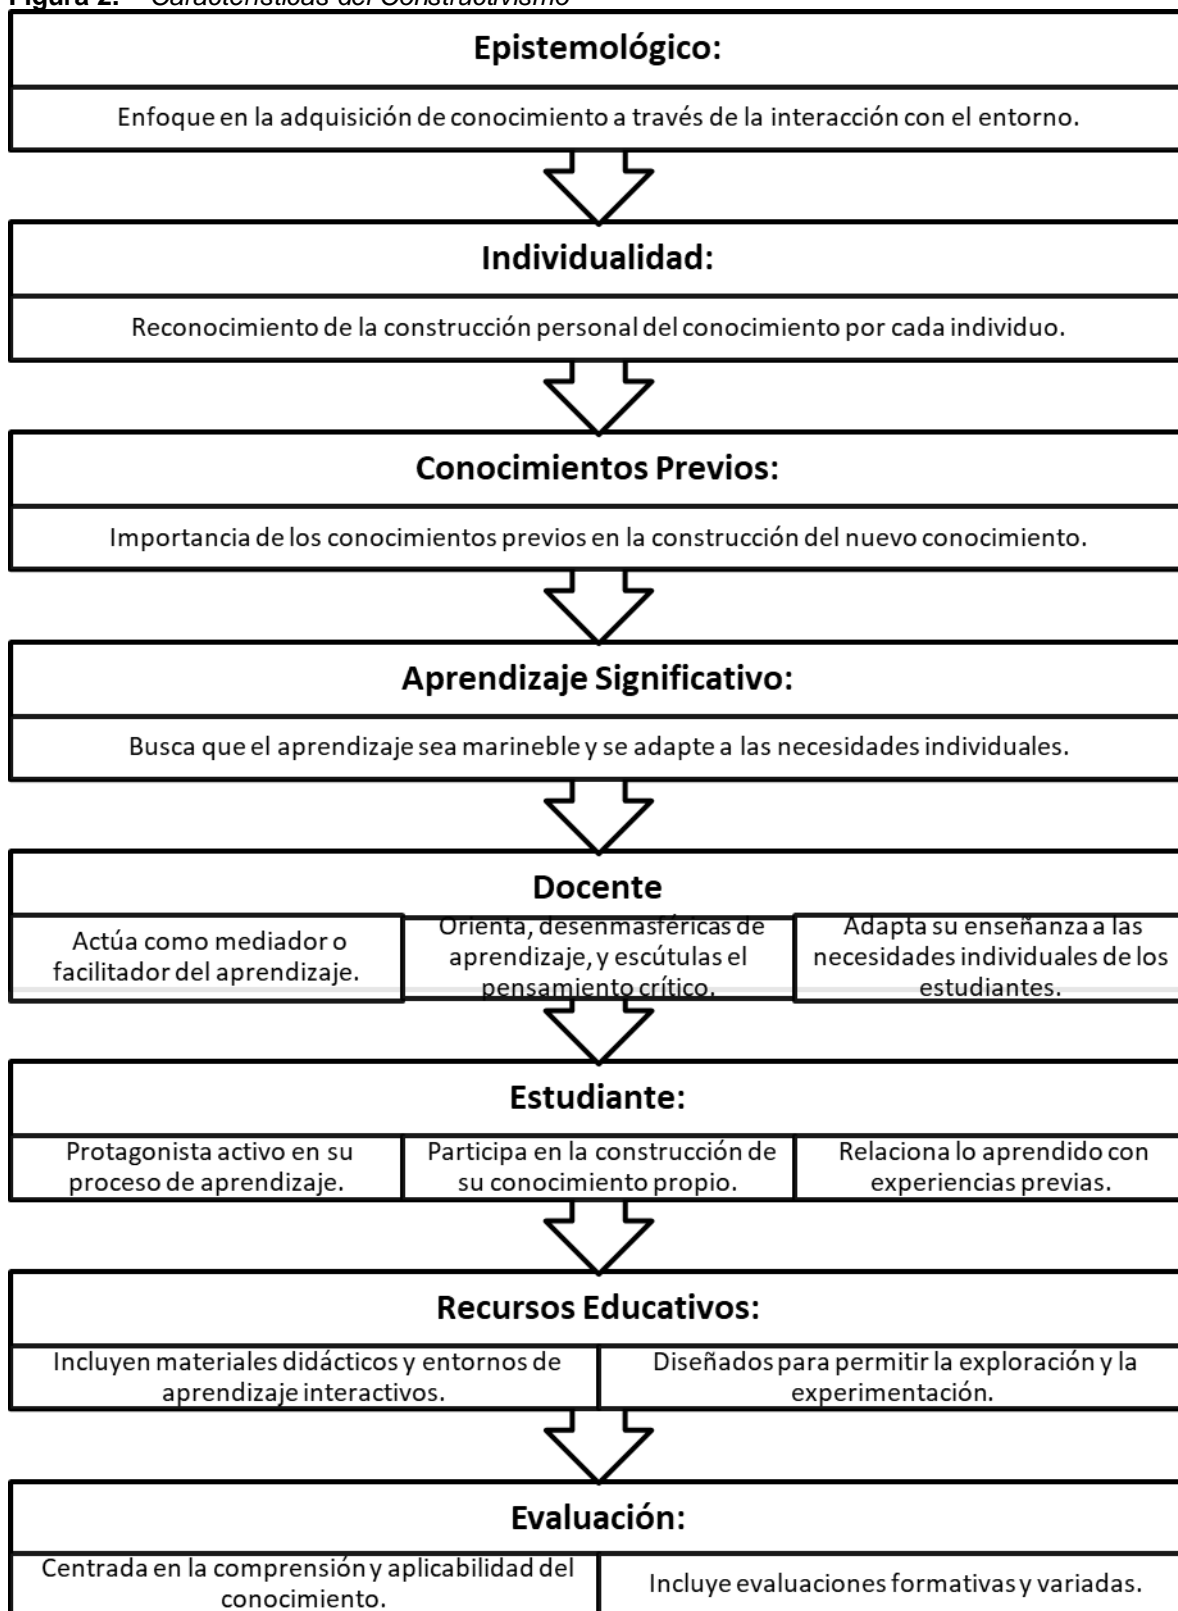 Figura 2. Características del Constructivismo
Epistemológico:
Enfoque en la adquisición de conocimiento a través de la interacción con el entorno.
Individualidad:
Reconocimiento de la construcción personal del conocimiento por cada individuo.
Conocimientos Previos:
Importancia de los conocimientos previos en la construcción del nuevo conocimiento.
Aprendizaje Significativo:
Busca que el aprendizaje sea marineble y se adapte a las necesidades individuales.
Docente
Actúa como mediador o
facilitador del aprendizaje.
Orienta, desenmasféricas de
aprendizaje, y escútulas el
pensamiento crítico.
Adapta su enseñanza a las
necesidades individuales de los
estudiantes.
Estudiante:
Protagonista activo en su
proceso de aprendizaje.
Participa en la construcción de
su conocimiento propio.
Relaciona lo aprendido con
experiencias previas.
Recursos Educativos:
Incluyen materiales didácticos y entornos de
aprendizaje interactivos.
Diseñados para permitir la exploración y la
experimentación.
Evaluación:
Centrada en la comprensión y aplicabilidad del
conocimiento.
Incluye evaluaciones formativas y variadas.